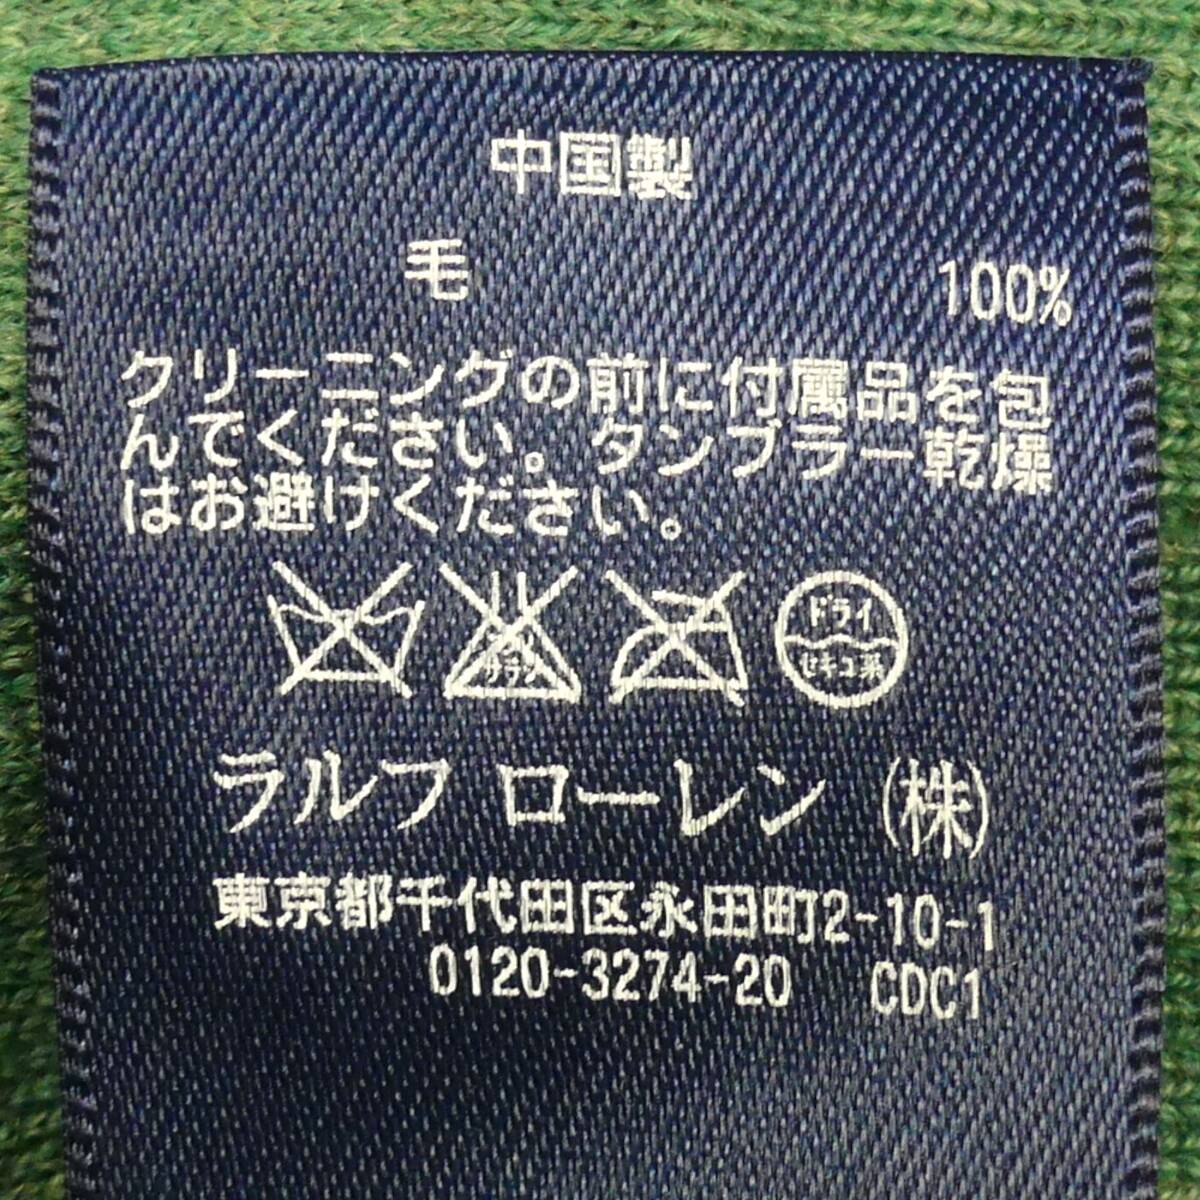 中国製
毛 100%
クリーニングの前に付属品を包
んでください。タンブラー乾燥
はお避けください。
ドライ
セキユ系
ラルフ ローレン (株)
東京都千代田区永田町2-10-1
0120-3274-20 CDC1